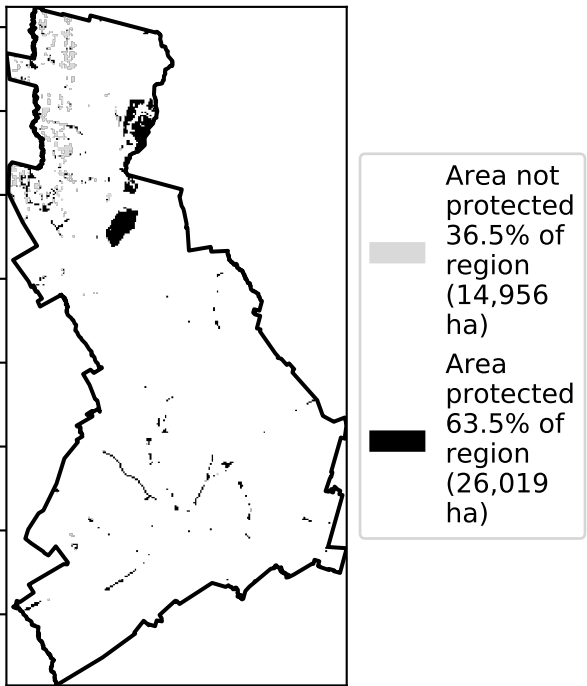 Area not
protected
36.5% of
region
(14,956
ha)
Area
protected
63.5% of
region
(26,019
ha)